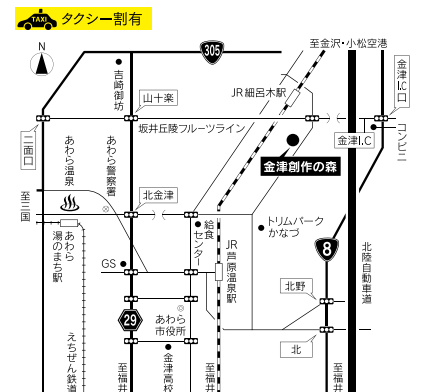 TAXI タクシー割有
N
305
至金沢・小松空港
吉崎御坊
山十楽
JR細呂木駅
金津I.C口
坂井丘陵フルーツライン
金津I.C
コンビニ
二面口
あわら温泉
あわら警察署
金津創作の森
至三国
北金津
給食センター
トリムパークかなづ
あわら湯のまち駅
JR芦原温泉駅
8
北陸自動車道
GS
北野
29
あわら市役所
北
えちぜん鉄道
至福井
金津高校
至福井
至福井